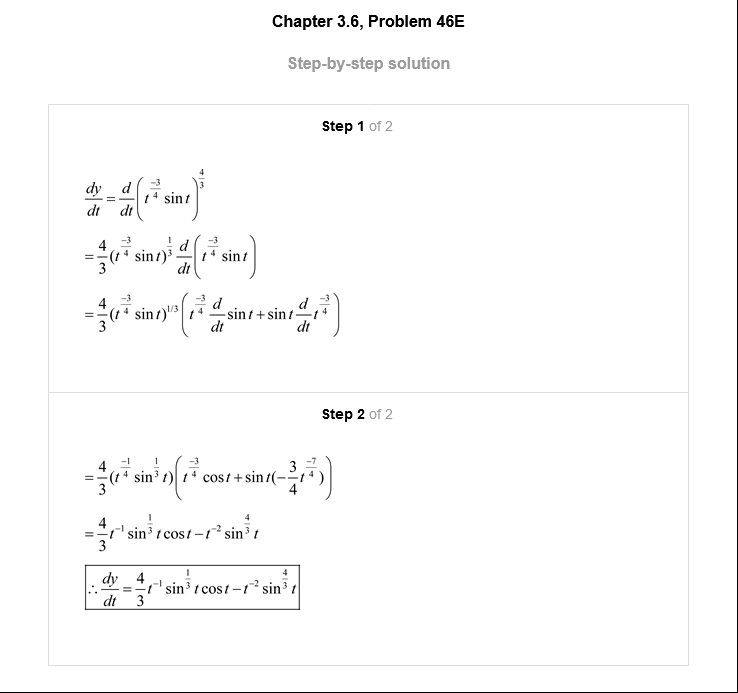 Chapter 3.6, Problem 46E
Step-by-step solution
Step 1 of 2
\frac{dy}{dt} = \frac{d}{dt}\left(t^{\frac{-3}{4}} \sin t\right)^{\frac{4}{3}}
= \frac{4}{3}(t^{\frac{-3}{4}} \sin t)^{\frac{1}{3}} \frac{d}{dt}\left(t^{\frac{-3}{4}} \sin t\right)
= \frac{4}{3}(t^{\frac{-3}{4}} \sin t)^{1/3}\left(t^{\frac{-3}{4}} \frac{d}{dt} \sin t + \sin t \frac{d}{dt} t^{\frac{-3}{4}}\right)
Step 2 of 2
= \frac{4}{3}(t^{\frac{-1}{4}} \sin^{\frac{1}{3}} t)\left(t^{\frac{-3}{4}} \cos t + \sin t(-\frac{3}{4} t^{\frac{-7}{4}})\right)
= \frac{4}{3} t^{-1} \sin^{\frac{1}{3}} t \cos t - t^{-2} \sin^{\frac{4}{3}} t
∴ \frac{dy}{dt} = \frac{4}{3} t^{-1} \sin^{\frac{1}{3}} t \cos t - t^{-2} \sin^{\frac{4}{3}} t